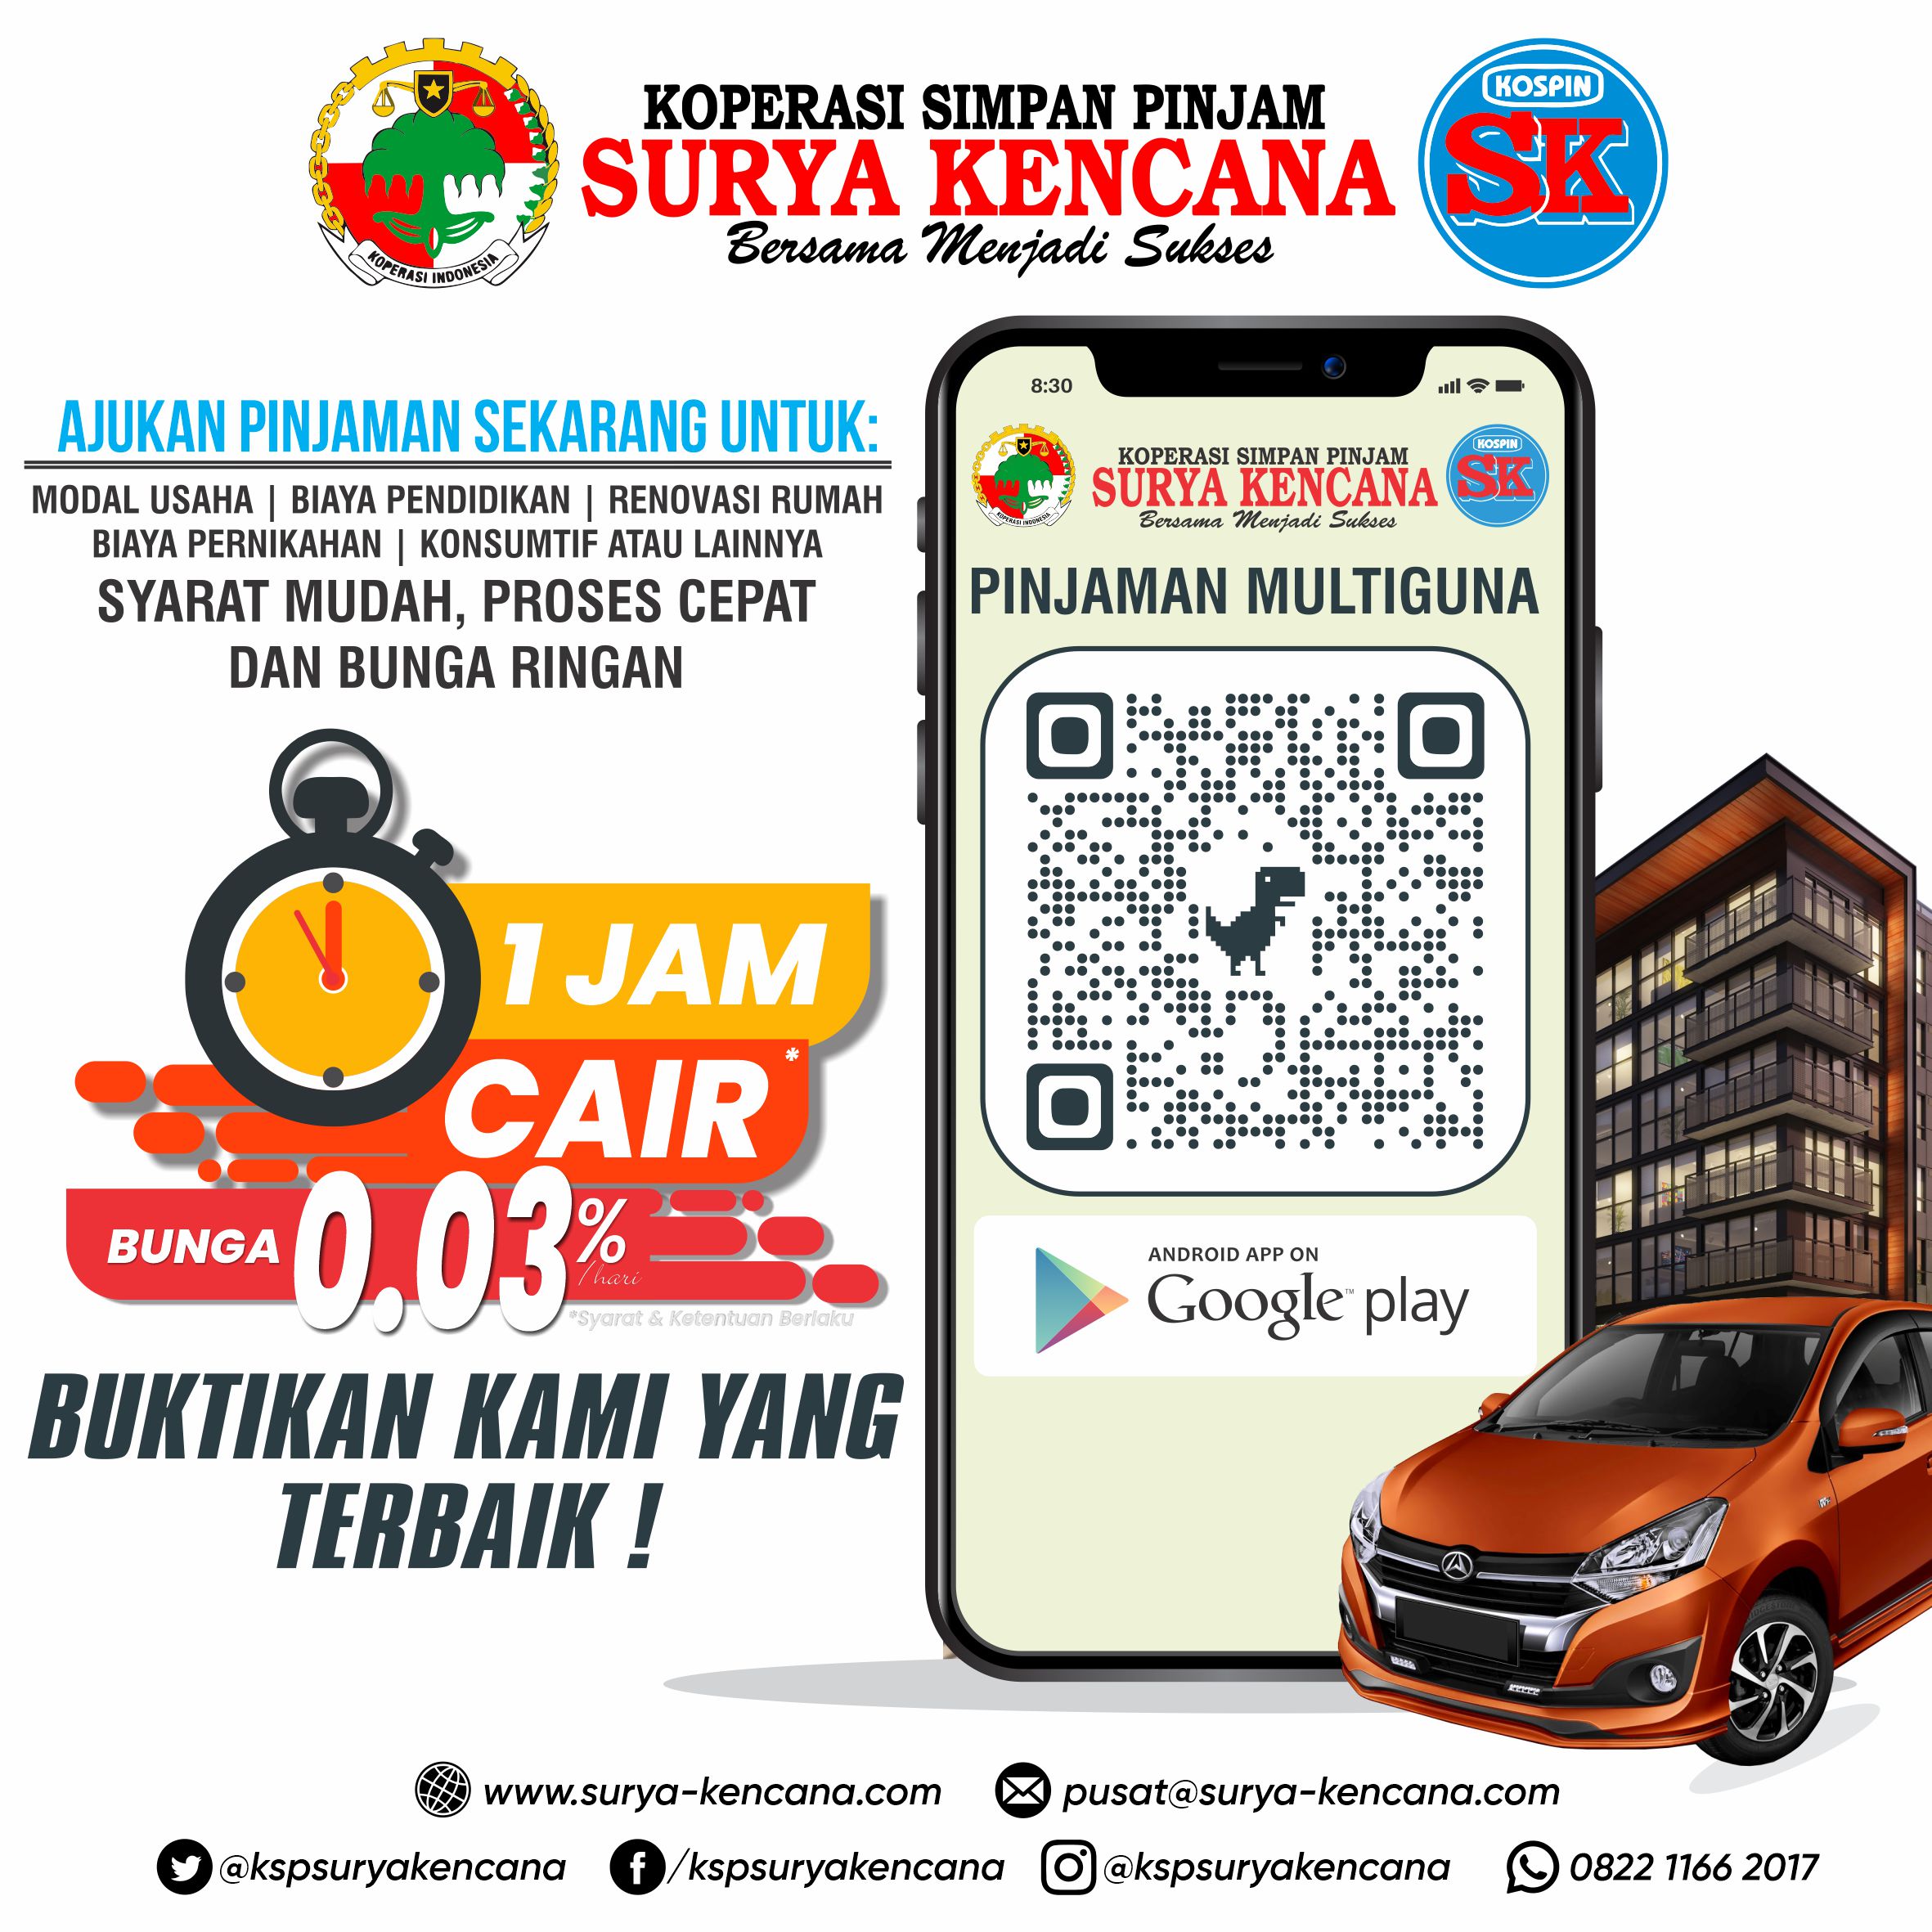 KOPERASI SIMPAN PINJAM
SURYA KENCANA
Bersama Menjadi Sukses
KOPERASI INDONESIA
KOSPIN
SK
AJUKAN PINJAMAN SEKARANG UNTUK:
MODAL USAHA | BIAYA PENDIDIKAN | RENOVASI RUMAH
BIAYA PERNIKAHAN | KONSUMTIF ATAU LAINNYA
SYARAT MUDAH, PROSES CEPAT
DAN BUNGA RINGAN
1 JAM
CAIR*
BUNGA 0.03% /hari
*Syarat & Ketentuan Berlaku
BUKTIKAN KAMI YANG
TERBAIK !
8:30
KOPERASI SIMPAN PINJAM
SURYA KENCANA
Bersama Menjadi Sukses
KOPERASI INDONESIA
KOSPIN
SK
PINJAMAN MULTIGUNA
ANDROID APP ON
Google™ play
www.surya-kencana.com pusat@surya-kencana.com
@kspsuryakencana /kspsuryakencana @kspsuryakencana 0822 1166 2017